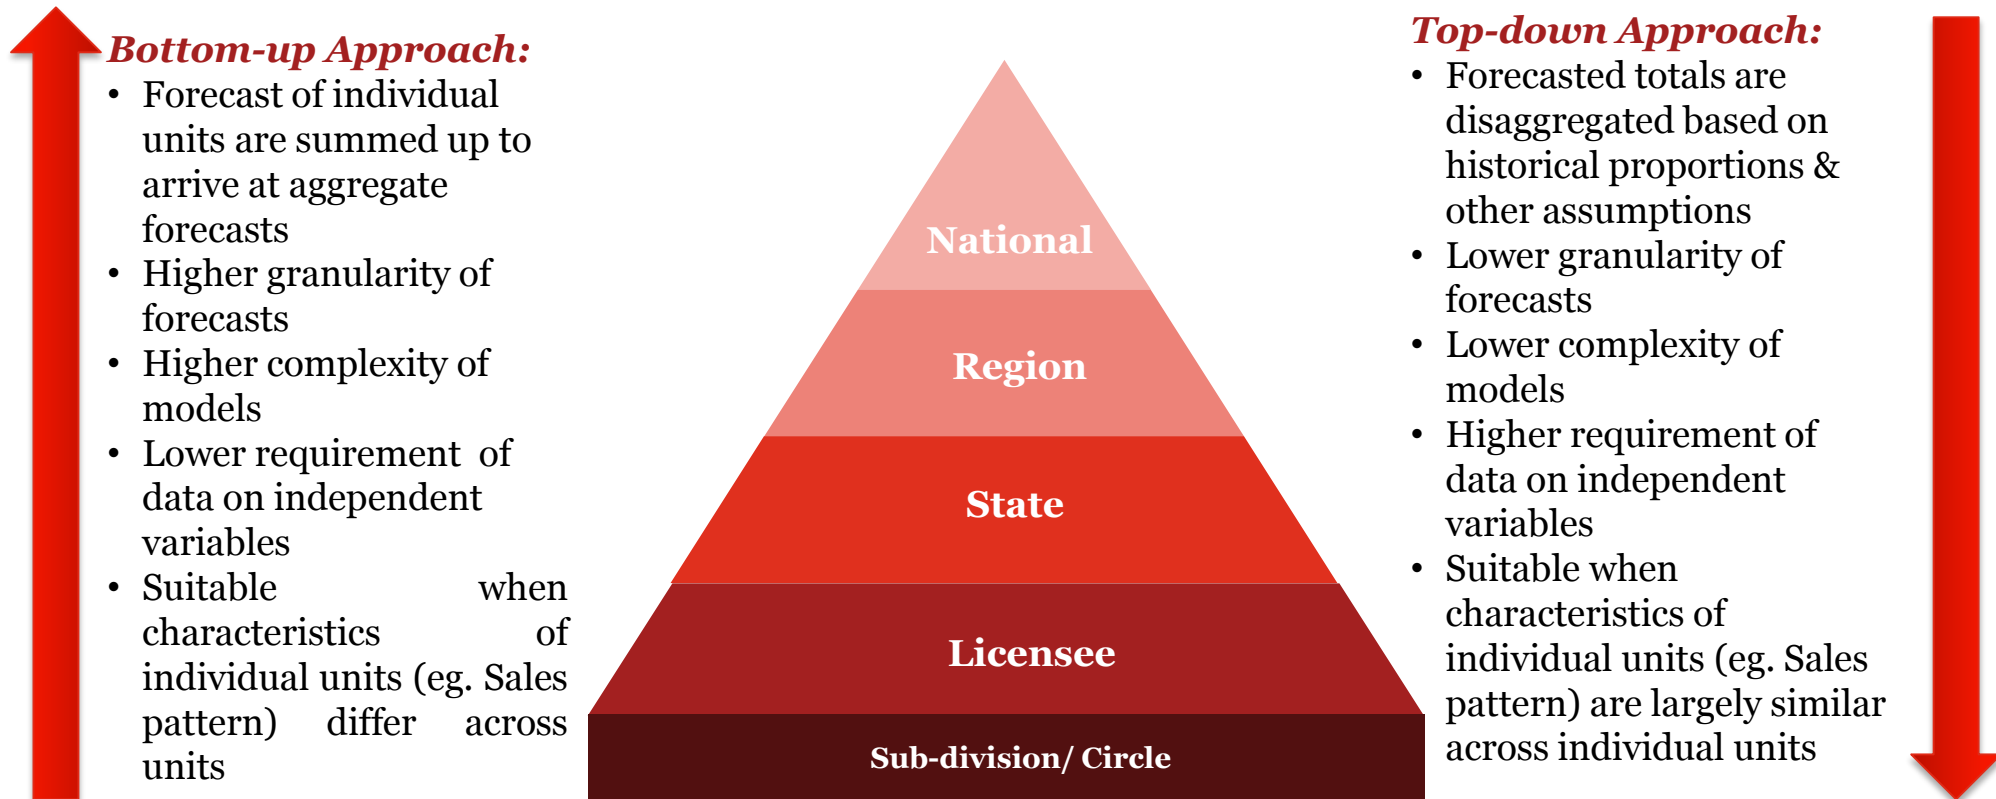 Bottom-up Approach:
• Forecast of individual
units are summed up to
arrive at aggregate
forecasts
• Higher granularity of
forecasts
• Higher complexity of
models
• Lower requirement of
data on independent
variables
• Suitable when
characteristics of
individual units (eg. Sales
pattern) differ across
units
National
Region
State
Licensee
Sub-division/ Circle
Top-down Approach:
• Forecasted totals are
disaggregated based on
historical proportions &
other assumptions
• Lower granularity of
forecasts
• Lower complexity of
models
• Higher requirement of
data on independent
variables
• Suitable when
characteristics of
individual units (eg. Sales
pattern) are largely similar
across individual units